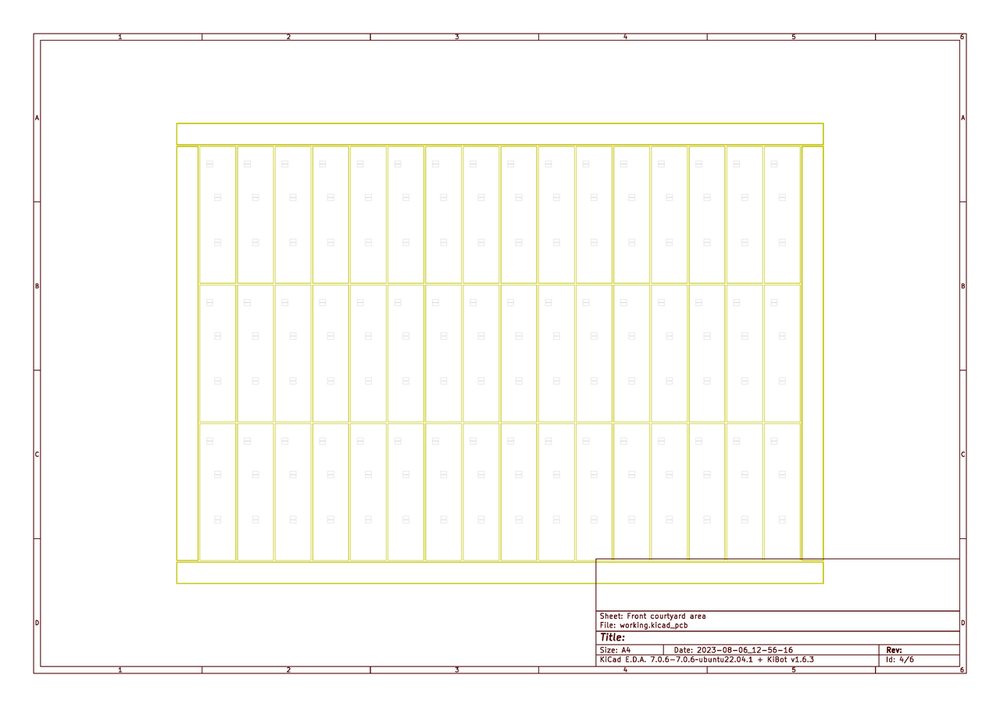 1 2 3 4 5 6
A A
B B
C C
D D
Sheet: Front courtyard area
File: working.kicad_pcb
Title:
Size: A4 Date: 2023-08-06_12-56-16 Rev:
KiCad E.D.A. 7.0.6-7.0.6~ubuntu22.04.1 + KiBot v1.6.3 Id: 4/6
1 2 3 4 5 6